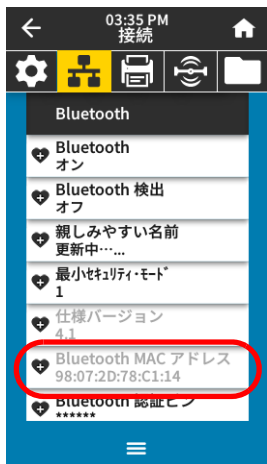 03:35 PM
接続
Bluetooth
Bluetooth
オン
Bluetooth 検出
オフ
親しみやすい名前
更新中…...
最小ｾｷｭﾘﾃｨ･ﾓｰﾄﾞ
1
仕様バージョン
4.1
Bluetooth MAC アドレス
98:07:2D:78:C1:14
Bluetooth 認証ピン
******